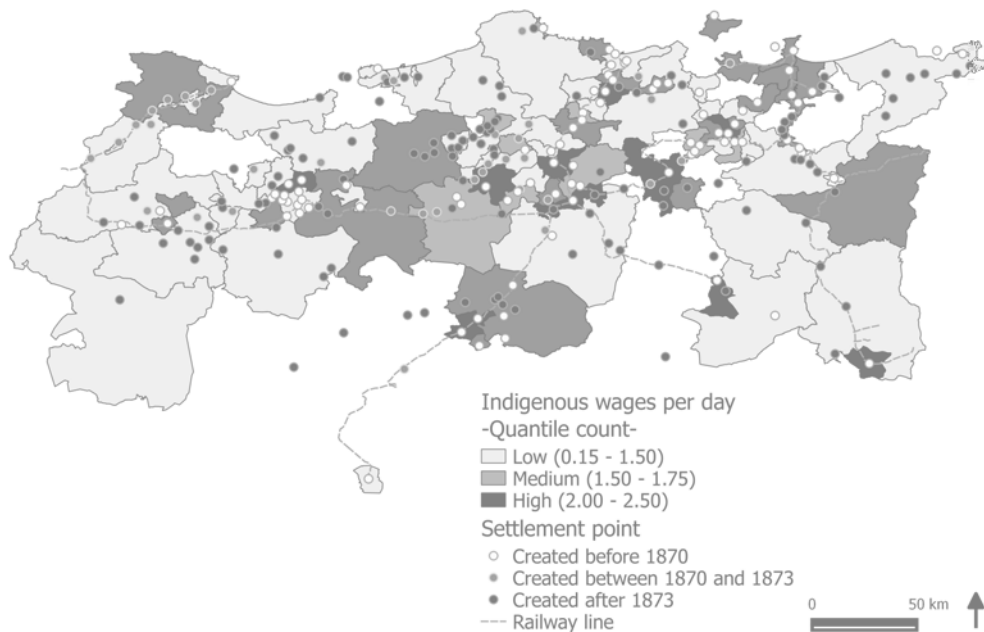 Indigenous wages per day
-Quantile count-
Low (0.15 - 1.50)
Medium (1.50 - 1.75)
High (2.00 - 2.50)
Settlement point
Created before 1870
Created between 1870 and 1873
Created after 1873
Railway line
0 50 km